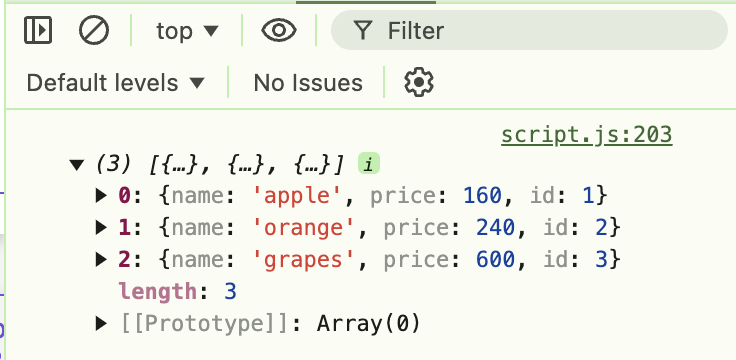 top ▼ Filter
Default levels ▼ No Issues
script.js:203
▼ (3) [{…}, {…}, {…}] i
▶ 0: {name: 'apple', price: 160, id: 1}
▶ 1: {name: 'orange', price: 240, id: 2}
▶ 2: {name: 'grapes', price: 600, id: 3}
length: 3
▶ [[Prototype]]: Array(0)